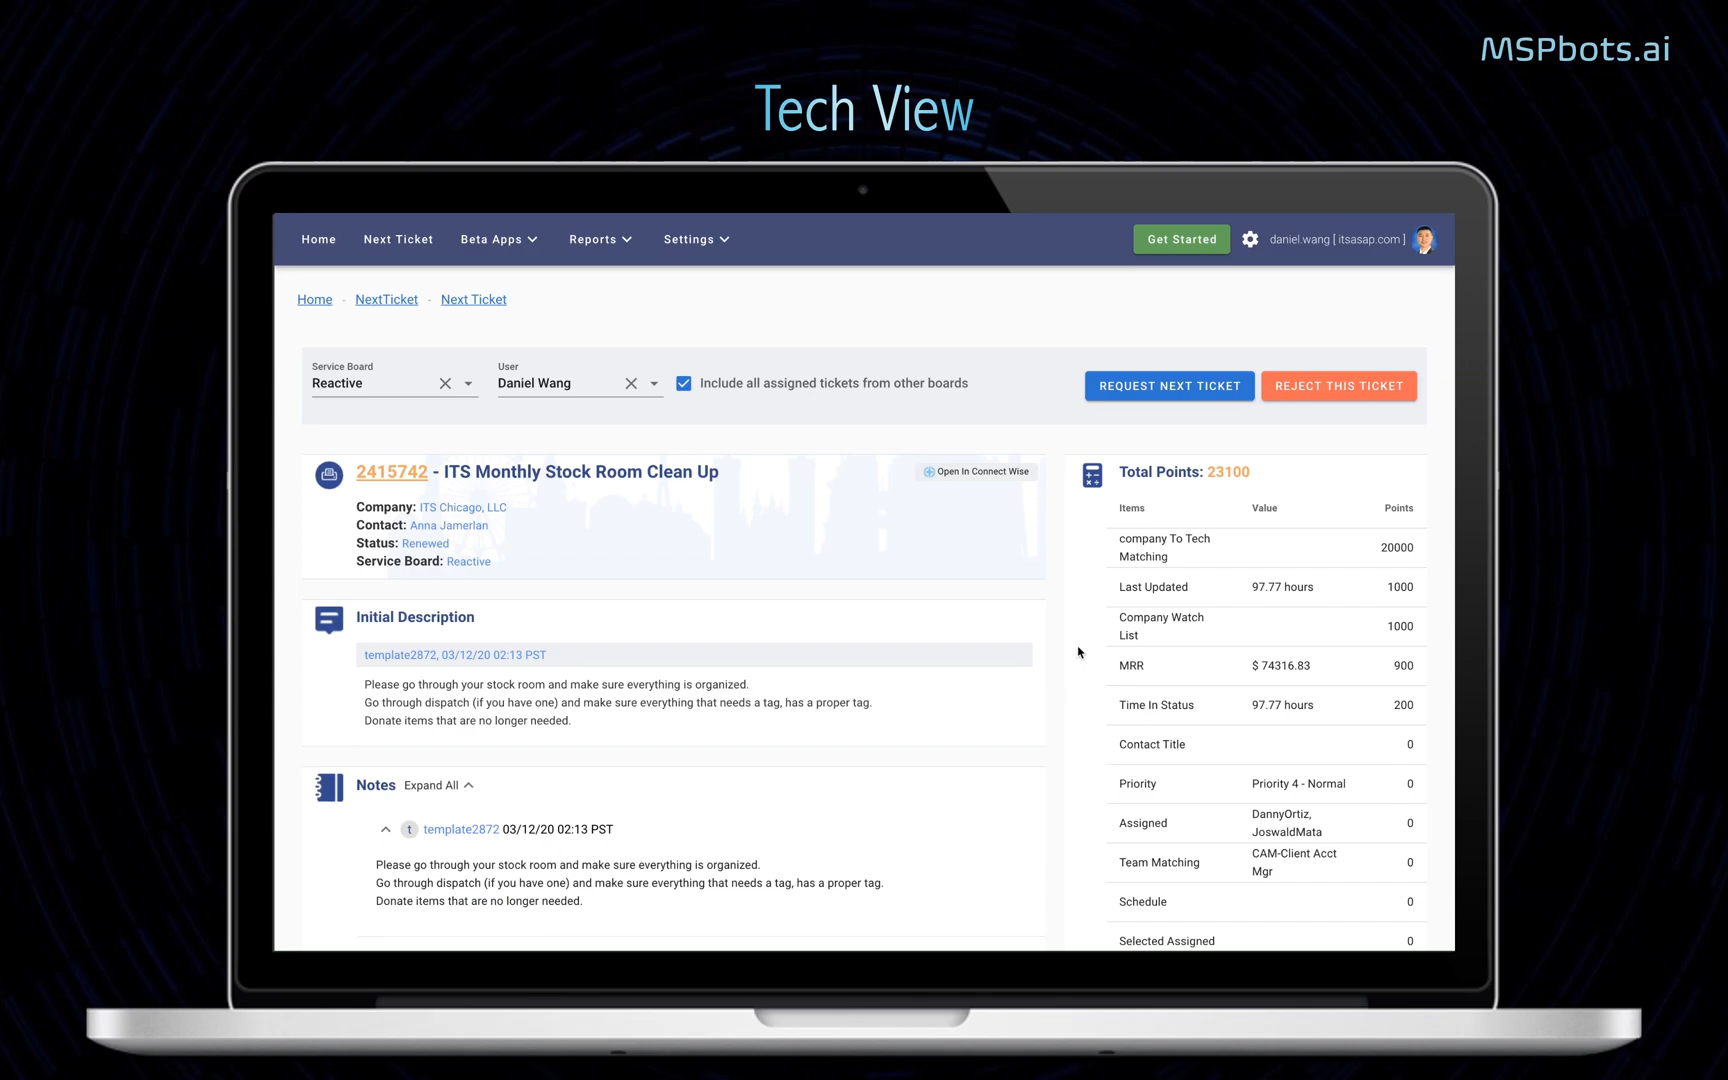 MSPbots.ai
Tech View
Home Next Ticket Beta Apps Reports Settings Get Started daniel.wang [ itsasap.com ]
Home - NextTicket - Next Ticket
Service Board
Reactive
User
Daniel Wang
Include all assigned tickets from other boards
REQUEST NEXT TICKET
REJECT THIS TICKET
2415742 - ITS Monthly Stock Room Clean Up
Open In Connect Wise
Company: ITS Chicago, LLC
Contact: Anna Jamerlan
Status: Renewed
Service Board: Reactive
Initial Description
template2872, 03/12/20 02:13 PST
Please go through your stock room and make sure everything is organized.
Go through dispatch (if you have one) and make sure everything that needs a tag, has a proper tag.
Donate items that are no longer needed.
Notes Expand All
t template2872 03/12/20 02:13 PST
Please go through your stock room and make sure everything is organized.
Go through dispatch (if you have one) and make sure everything that needs a tag, has a proper tag.
Donate items that are no longer needed.
Total Points: 23100
Items Value Points
company To Tech
Matching
20000
Last Updated 97.77 hours 1000
Company Watch
List
1000
MRR $ 74316.83 900
Time In Status 97.77 hours 200
Contact Title 0
Priority Priority 4 - Normal 0
Assigned DannyOrtiz,
JoswaldMata
0
Team Matching CAM-Client Acct
Mgr
0
Schedule 0
Selected Assigned 0